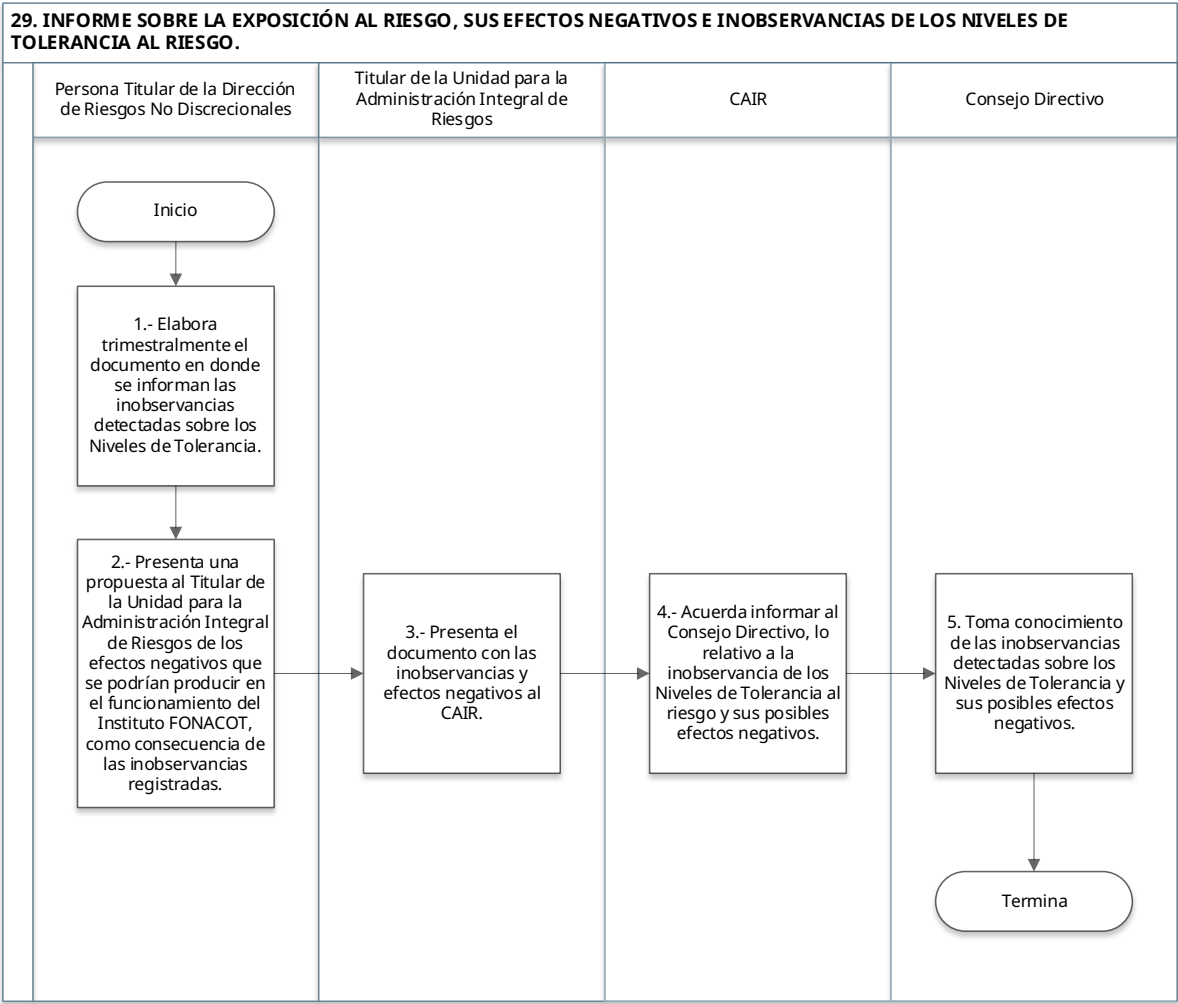 29. INFORME SOBRE LA EXPOSICIÓN AL RIESGO, SUS EFECTOS NEGATIVOS E INOBSERVANCIAS DE LOS NIVELES DE
TOLERANCIA AL RIESGO.
Persona Titular de la Dirección
de Riesgos No Discrecionales
Titular de la Unidad para la
Administración Integral de
Riesgos
CAIR
Consejo Directivo
Inicio
1.- Elabora
trimestralmente el
documento en donde
se informan las
inobservancias
detectadas sobre los
Niveles de Tolerancia.
2.- Presenta una
propuesta al Titular de
la Unidad para la
Administración Integral
de Riesgos de los
efectos negativos que
se podrían producir en
el funcionamiento del
Instituto FONACOT,
como consecuencia de
las inobservancias
registradas.
3.- Presenta el
documento con las
inobservancias y
efectos negativos al
CAIR.
4.- Acuerda informar al
Consejo Directivo, lo
relativo a la
inobservancia de los
Niveles de Tolerancia al
riesgo y sus posibles
efectos negativos.
5. Toma conocimiento
de las inobservancias
detectadas sobre los
Niveles de Tolerancia y
sus posibles efectos
negativos.
Termina